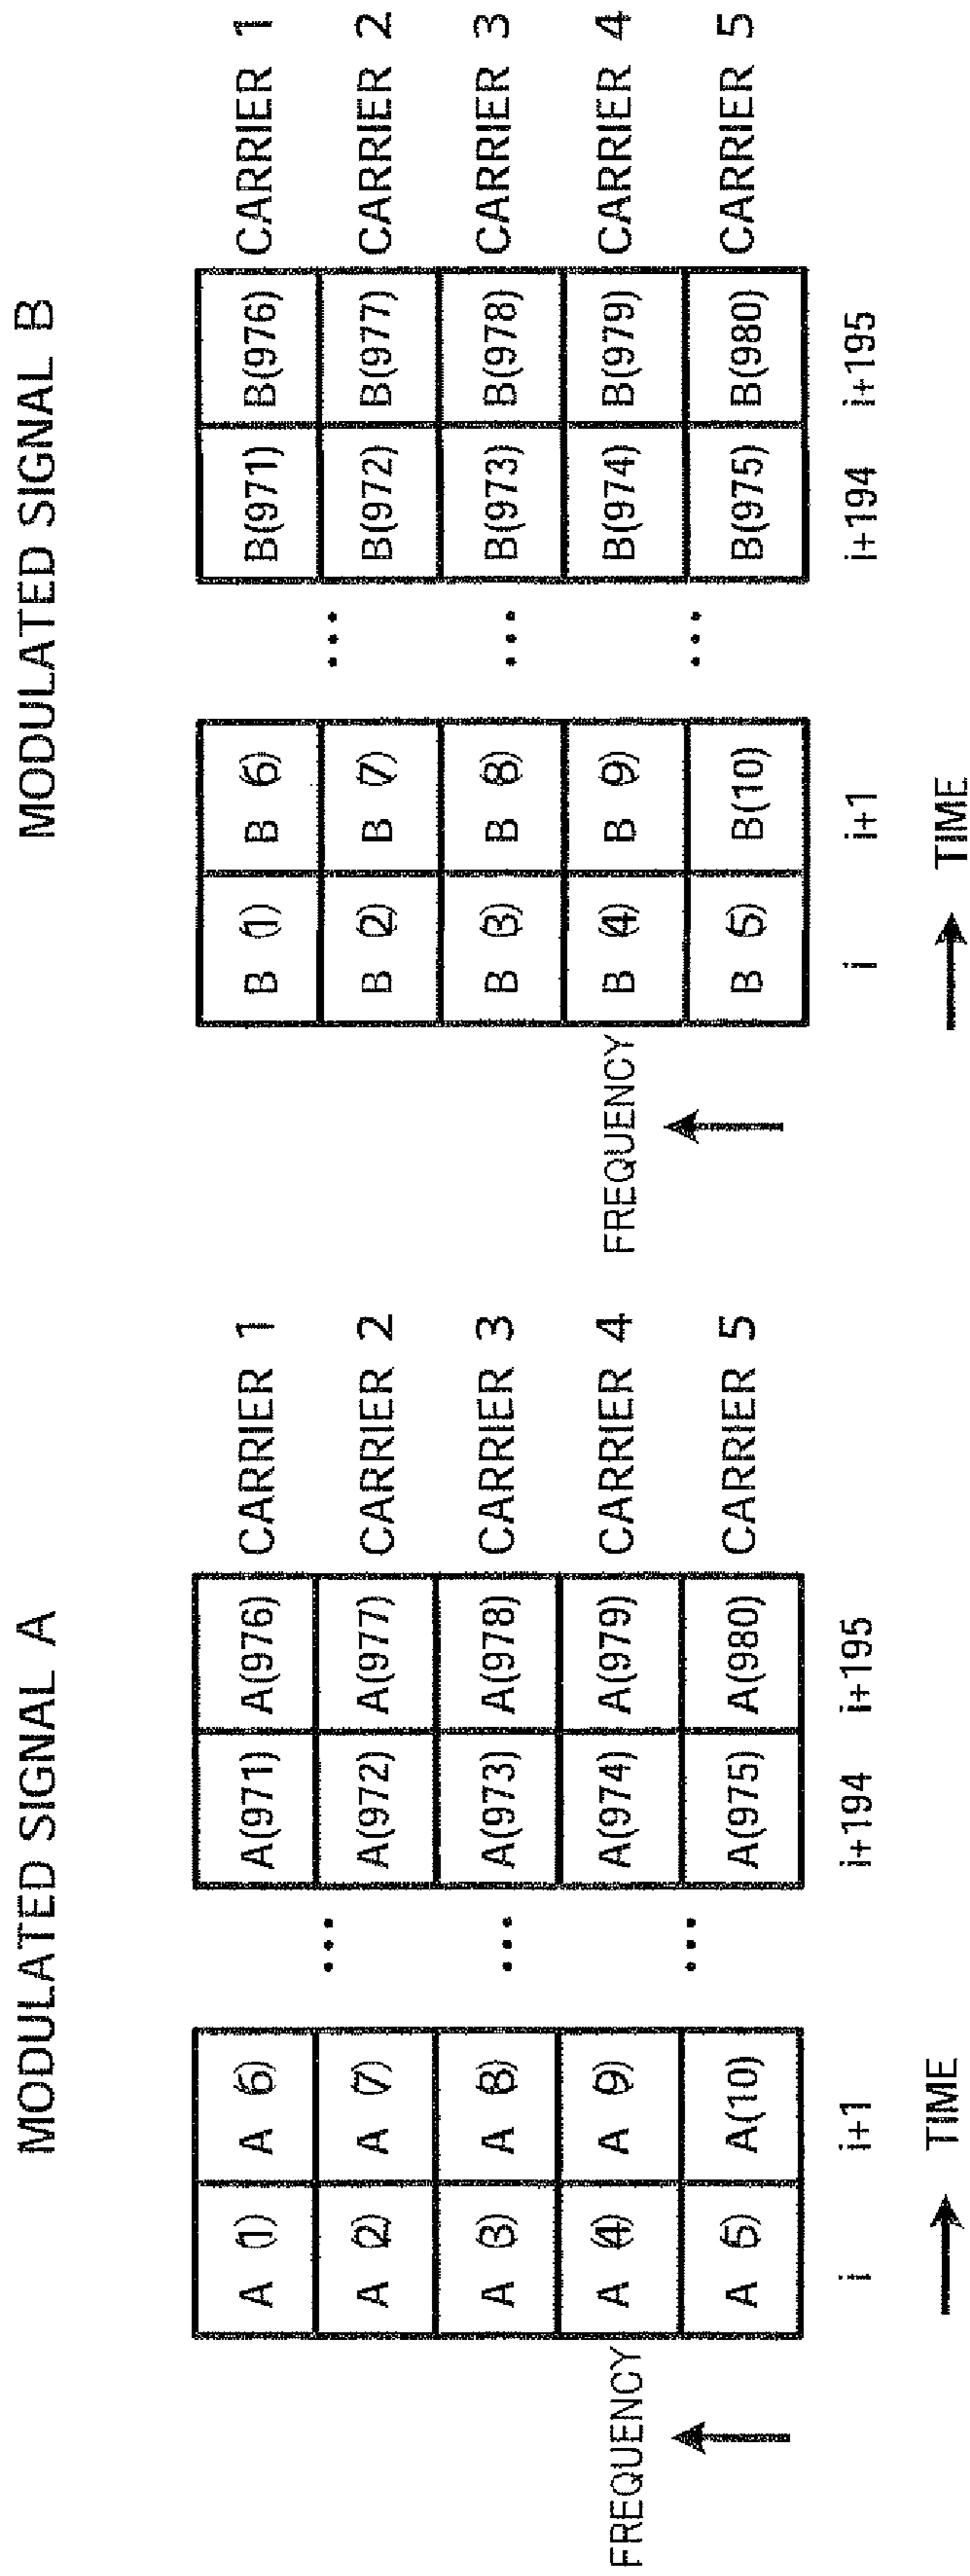 MODULATED SIGNAL A
A (1) A 6) A(971) A(976) CARRIER 1
A (2) A (7) A(972) A(977) CARRIER 2
A (3) A 8) ... A(973) A(978) CARRIER 3
A (4) A 9) A(974) A(979) CARRIER 4
A 5) A(10) A(975) A(980) CARRIER 5
FREQUENCY
i i+1 i+194 i+195
TIME
MODULATED SIGNAL B
B (1) B 6) B(971) B(976) CARRIER 1
B (2) B (7) B(972) B(977) CARRIER 2
B (3) B 8) ... B(973) B(978) CARRIER 3
B (4) B 9) B(974) B(979) CARRIER 4
B 5) B(10) B(975) B(980) CARRIER 5
FREQUENCY
i i+1 i+194 i+195
TIME